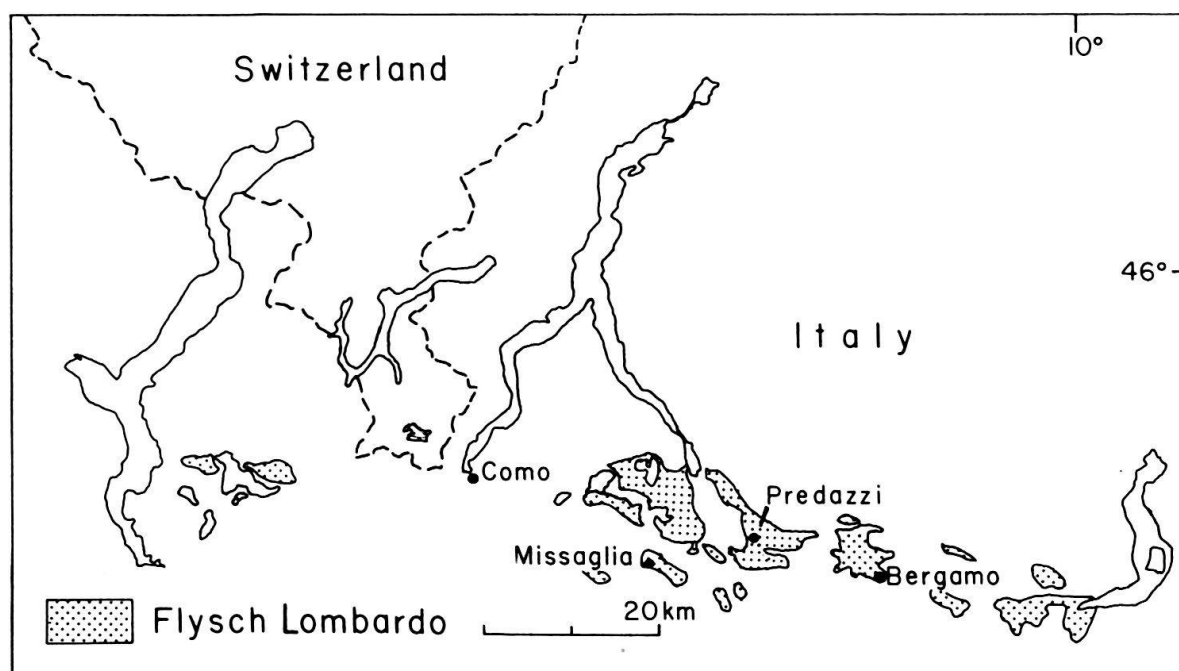 10°
Switzerland
46°
Italy
Como
Predazzi
Missaglia
Bergamo
20km
Flysch Lombardo